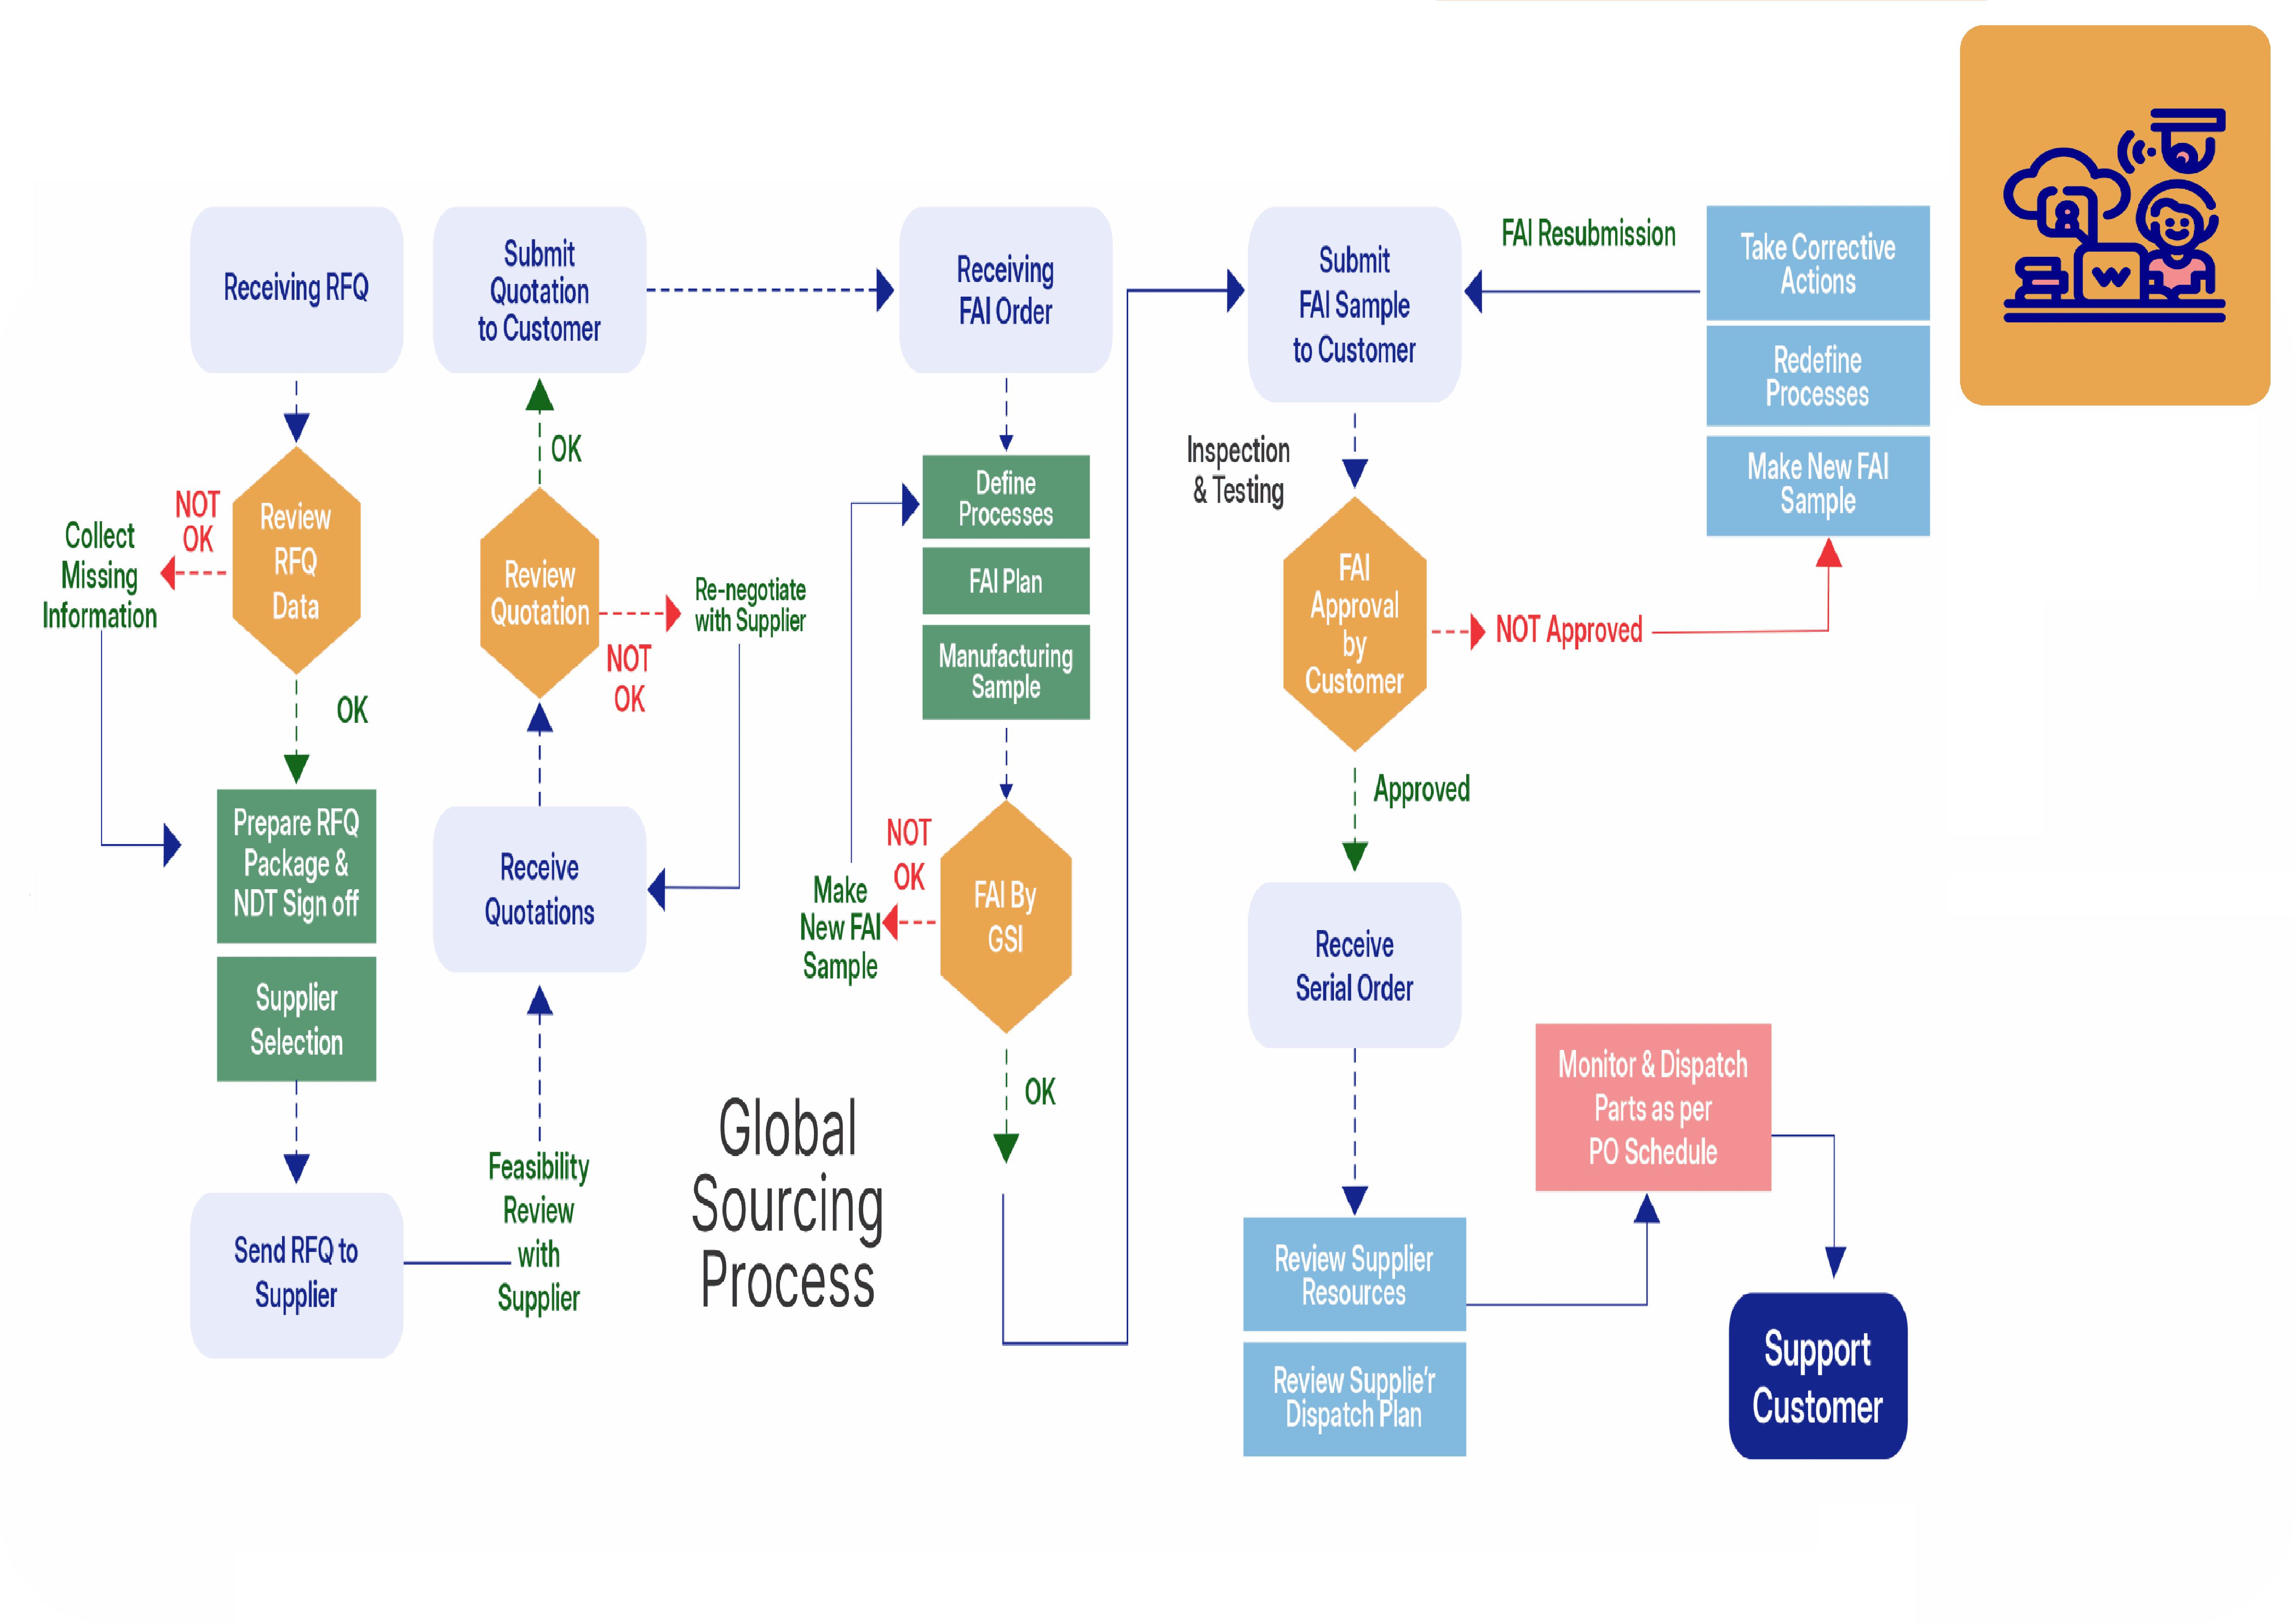 Receiving RFQ
Review
RFQ
Data
NOT
OK
Collect
Missing
Information
OK
Prepare RFQ
Package &
NDT Sign off
Supplier
Selection
Send RFQ to
Supplier
Feasibility
Review
with
Supplier
Receive
Quotations
Review
Quotation
NOT
OK
Re-negotiate
with Supplier
OK
Submit
Quotation
to Customer
Receiving
FAI Order
Define
Processes
FAI Plan
Manufacturing
Sample
FAI By
GSI
NOT
OK
Make
New FAI
Sample
OK
Global
Sourcing
Process
Submit
FAI Sample
to Customer
Inspection
& Testing
FAI
Approval
by
Customer
NOT Approved
Make New FAI
Sample
Redefine
Processes
Take Corrective
Actions
FAI Resubmission
Approved
Receive
Serial Order
Review Supplier
Resources
Review Supplie'r
Dispatch Plan
Monitor & Dispatch
Parts as per
PO Schedule
Support
Customer